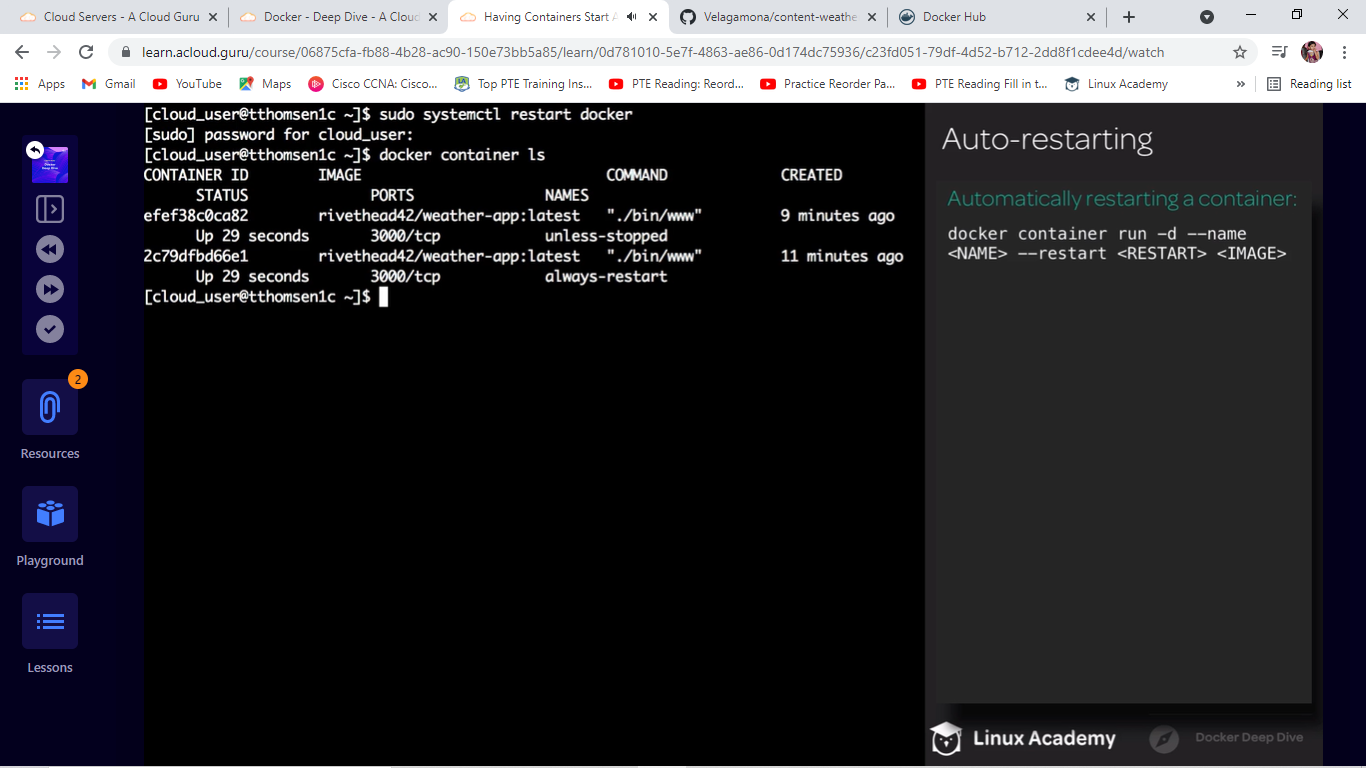 Cloud Servers - A Cloud Guru
Docker - Deep Dive - A Cloud
Having Containers Start A
Velagamona/content-weathe
Docker Hub
learn.acloud.guru/course/06875cfa-fb88-4b28-ac90-150e73bb5a85/learn/0d781010-5e7f-4863-ae86-0d174dc75936/c23fd051-79df-4d52-b712-2dd8f1cdee4d/watch
Apps
Gmail
YouTube
Maps
Cisco CCNA: Cisco...
Top PTE Training Ins...
PTE Reading: Reord...
Practice Reorder Pa...
PTE Reading Fill in t...
Linux Academy
»
Reading list
[cloud_user@tthomsen1c ~]$ sudo systemctl restart docker
[sudo] password for cloud_user:
[cloud_user@tthomsen1c ~]$ docker container ls
CONTAINER ID IMAGE COMMAND CREATED
STATUS PORTS NAMES
efef38c0ca82 rivethead42/weather-app:latest "./bin/www" 9 minutes ago
Up 29 seconds 3000/tcp unless-stopped
2c79dfbd66e1 rivethead42/weather-app:latest "./bin/www" 11 minutes ago
Up 29 seconds 3000/tcp always-restart
[cloud_user@tthomsen1c ~]$
Docker
Deep Dive
2
Resources
Playground
Lessons
Auto-restarting
Automatically restarting a container:
docker container run -d --name
<NAME> --restart <RESTART> <IMAGE>
Linux Academy
Docker Deep Dive